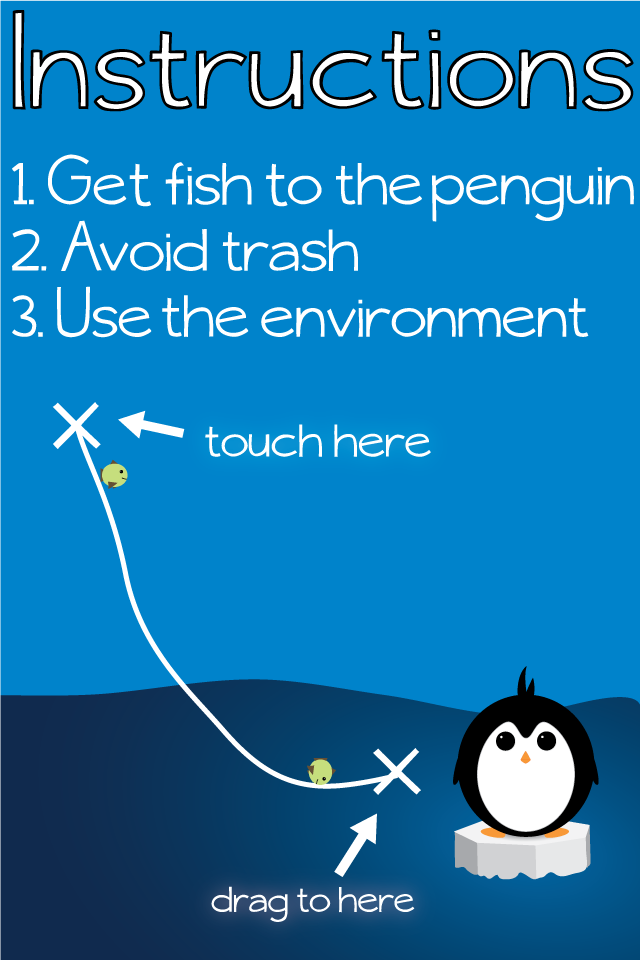 Instructions
1. Get fish to the penguin
2. Avoid trash
3. Use the environment
touch here
drag to here